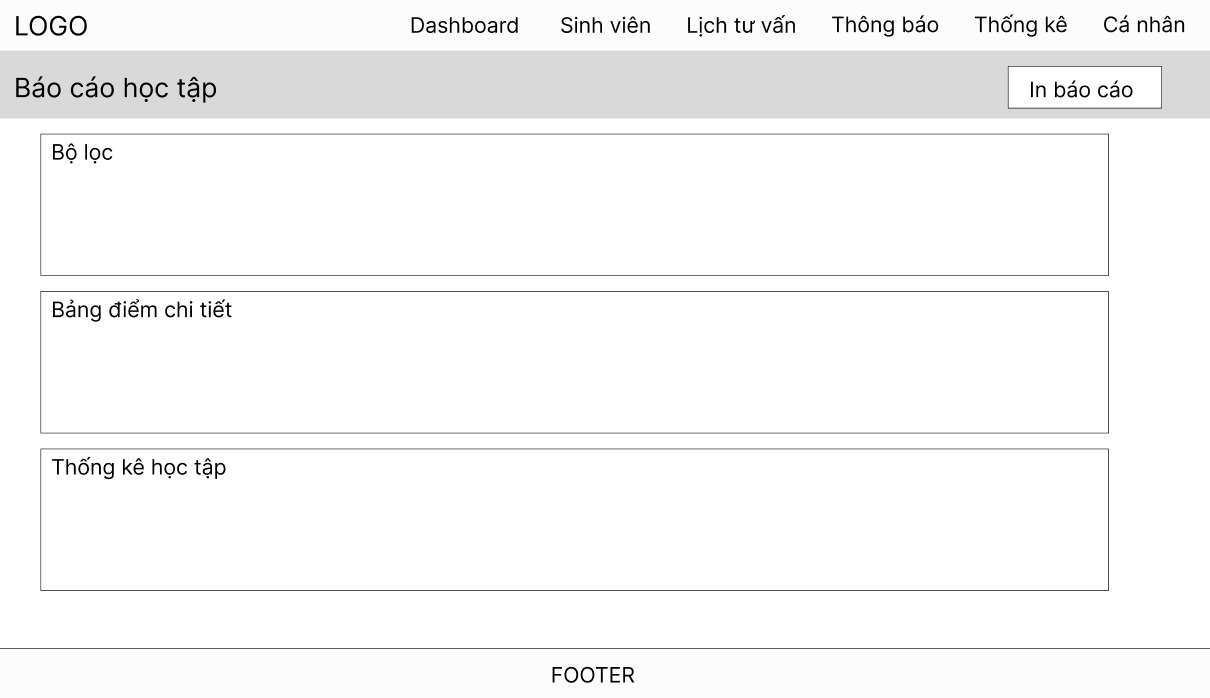 LOGO Dashboard Sinh viên Lịch tư vấn Thông báo Thống kê Cá nhân
Báo cáo học tập In báo cáo
Bộ lọc
Bảng điểm chi tiết
Thống kê học tập
FOOTER